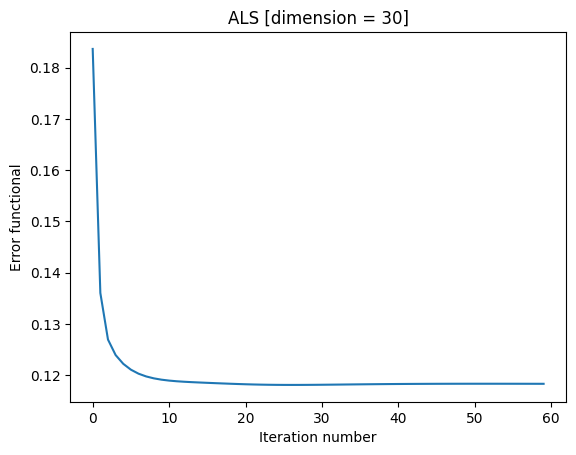 ALS [dimension = 30]
0.18
0.17
0.16
0.15
0.14
0.13
0.12
Error functional
0 10 20 30 40 50 60
Iteration number